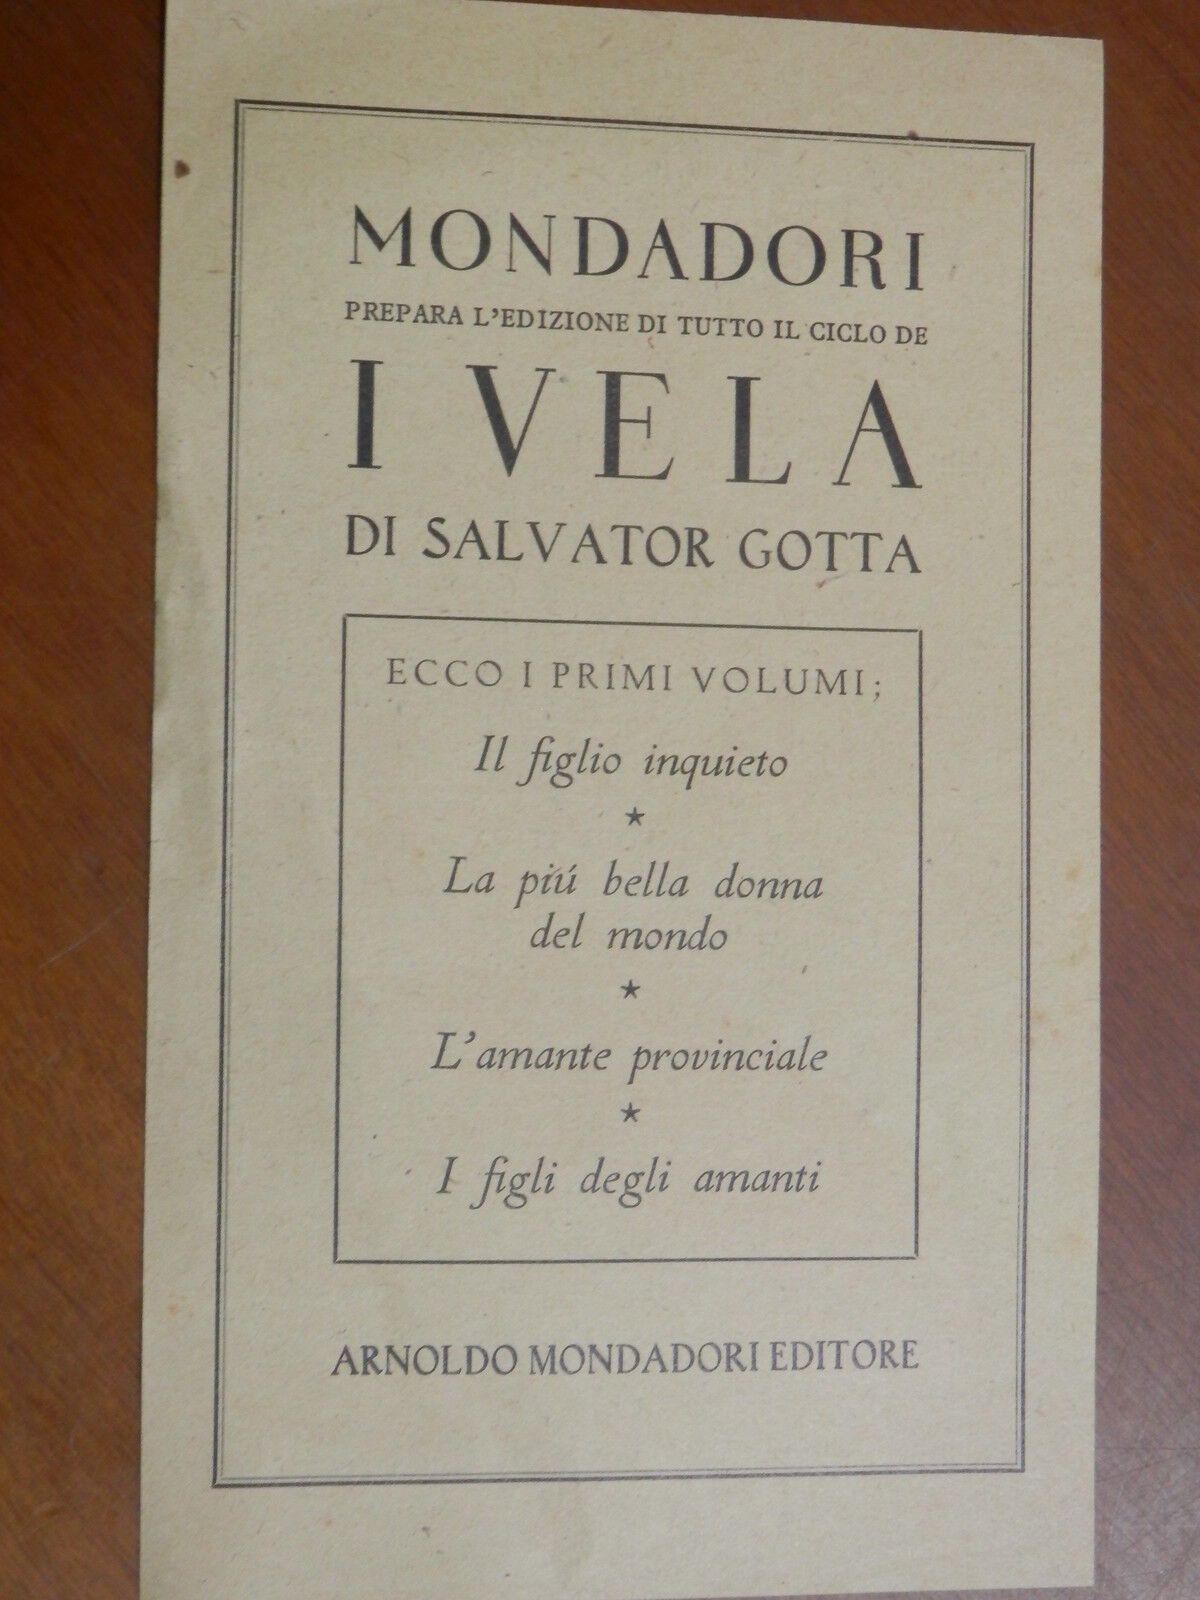 MONDADORI
PREPARA L'EDIZIONE DI TUTTO IL CICLO DE
I VELA
DI SALVATOR GOTTA
ECCO I PRIMI VOLUMI;
Il figlio inquieto
★
La piú bella donna
del mondo
★
L'amante provinciale
★
I figli degli amanti
ARNOLDO MONDADORI EDITORE